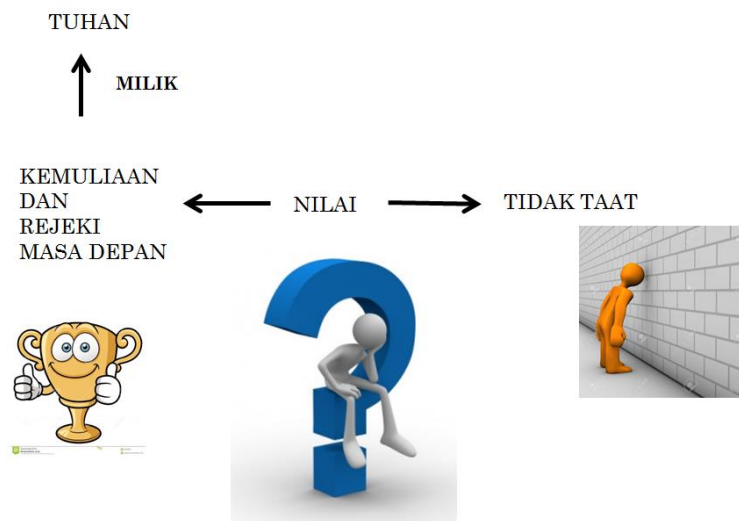 TUHAN
MILIK
KEMULIAAN
DAN
REJEKI
MASA DEPAN
NILAI
TIDAK TAAT